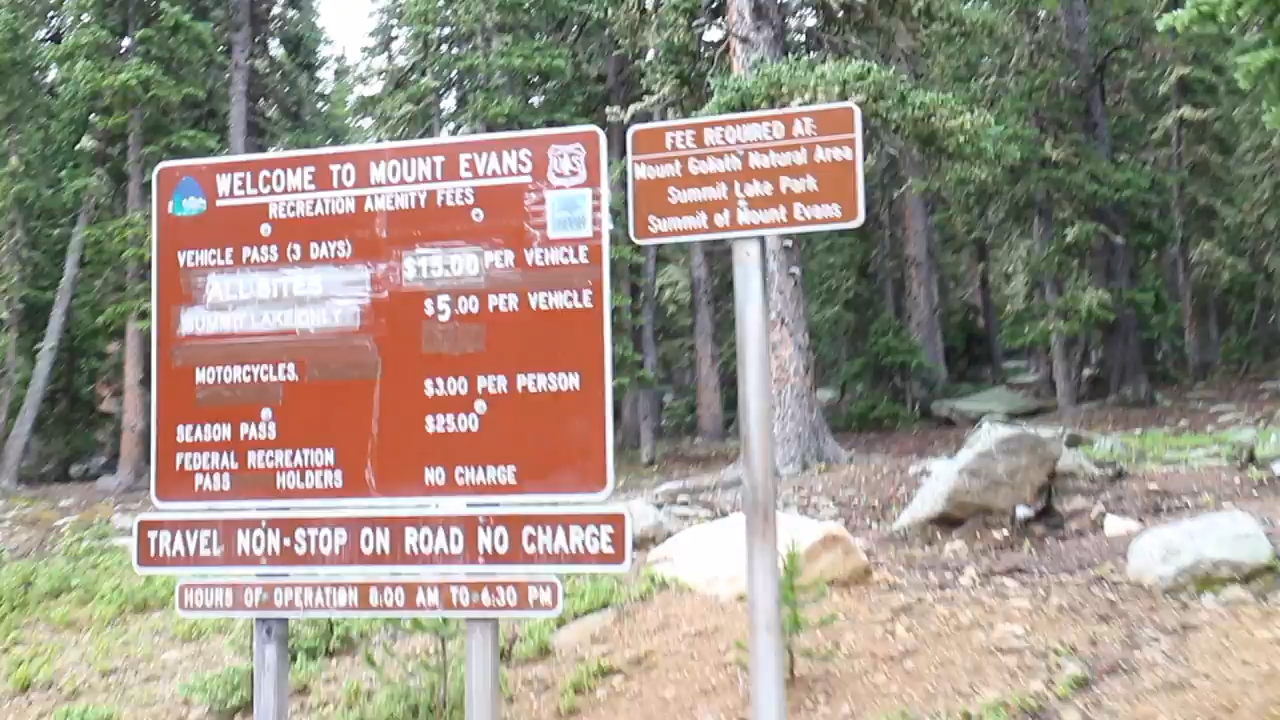 WELCOME TO MOUNT EVANS
RECREATION AMENITY FEES
VEHICLE PASS (3 DAYS)
ALL SITES $15.00 PER VEHICLE
SUMMIT LAKE ONLY $5.00 PER VEHICLE
MOTORCYCLES $3.00 PER PERSON
SEASON PASS $25.00
FEDERAL RECREATION
PASS HOLDERS NO CHARGE
TRAVEL NON-STOP ON ROAD NO CHARGE
HOURS OF OPERATION 8:00 AM TO 6:30 PM
FEE REQUIRED AT:
Mount Goliath Natural Area
Summit Lake Park
Summit of Mount Evans